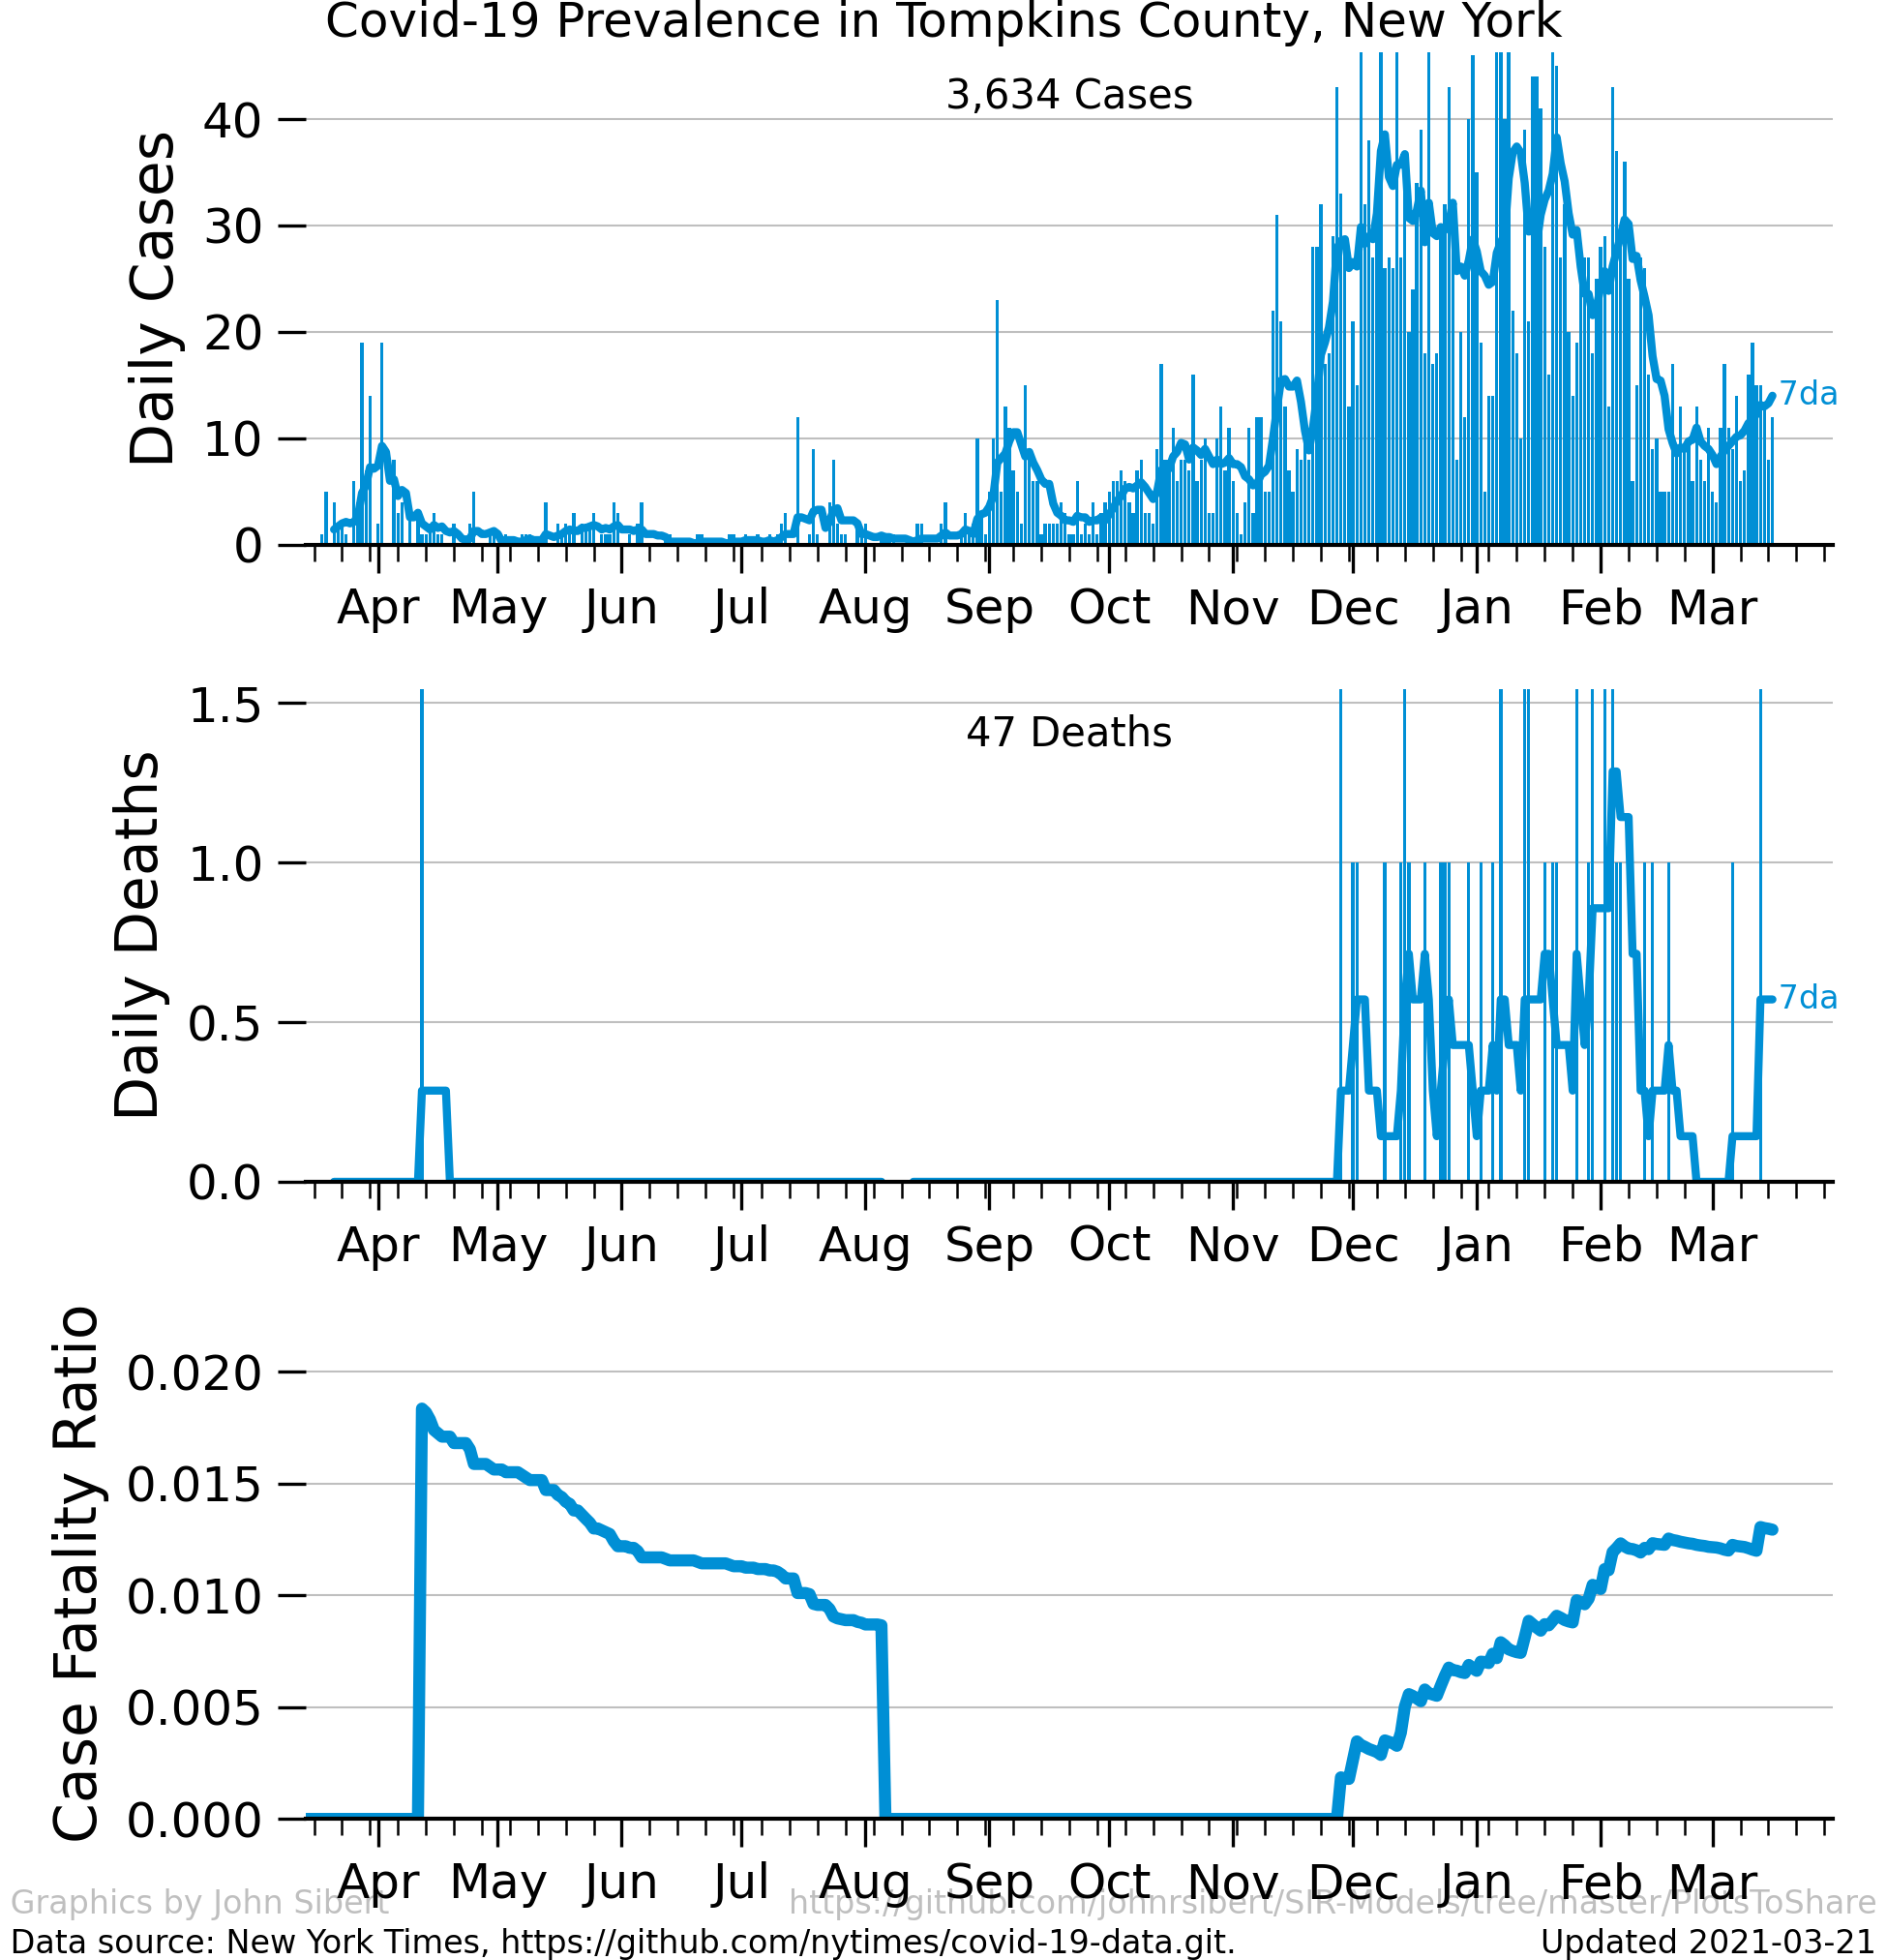 Covid-19 Prevalence in Tompkins County, New York
3,634 Cases
Daily Cases
40
30
20
10
0
7da
Apr May Jun Jul Aug Sep Oct Nov Dec Jan Feb Mar
47 Deaths
Daily Deaths
1.5
1.0
0.5
0.0
7da
Apr May Jun Jul Aug Sep Oct Nov Dec Jan Feb Mar
Case Fatality Ratio
0.020
0.015
0.010
0.005
0.000
Apr May Jun Jul Aug Sep Oct Nov Dec Jan Feb Mar
Graphics by John Sibert https://github.com/johnrsibert/SIR-Models/tree/master/PlotsToShare
Data source: New York Times, https://github.com/nytimes/covid-19-data.git. Updated 2021-03-21